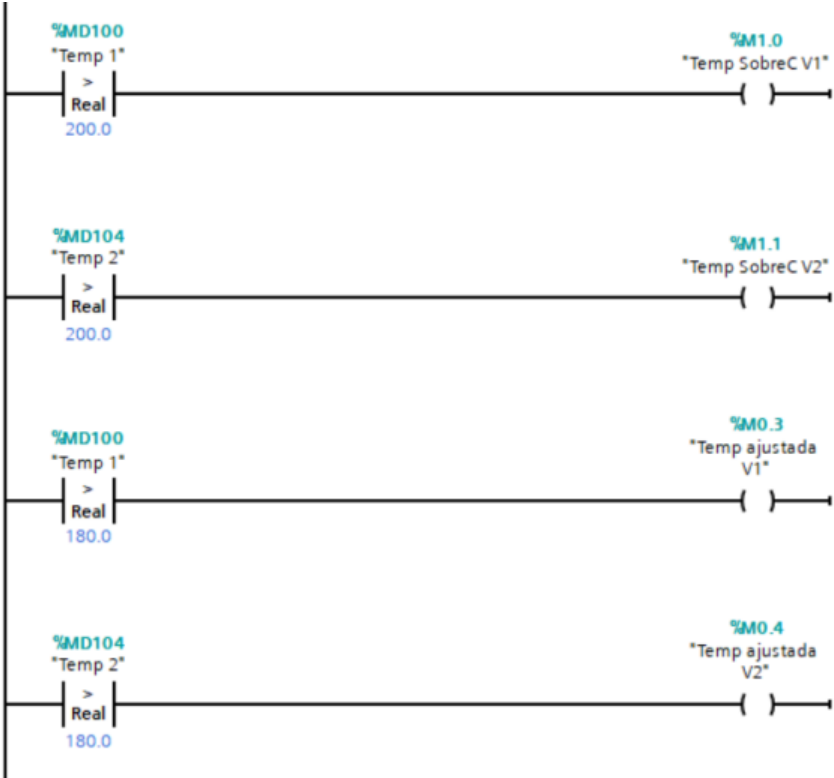 %MD100
"Temp 1"
>
Real
200.0
%M1.0
"Temp SobreC V1"
%MD104
"Temp 2"
>
Real
200.0
%M1.1
"Temp SobreC V2"
%MD100
"Temp 1"
>
Real
180.0
%M0.3
"Temp ajustada
V1"
%MD104
"Temp 2"
>
Real
180.0
%M0.4
"Temp ajustada
V2"